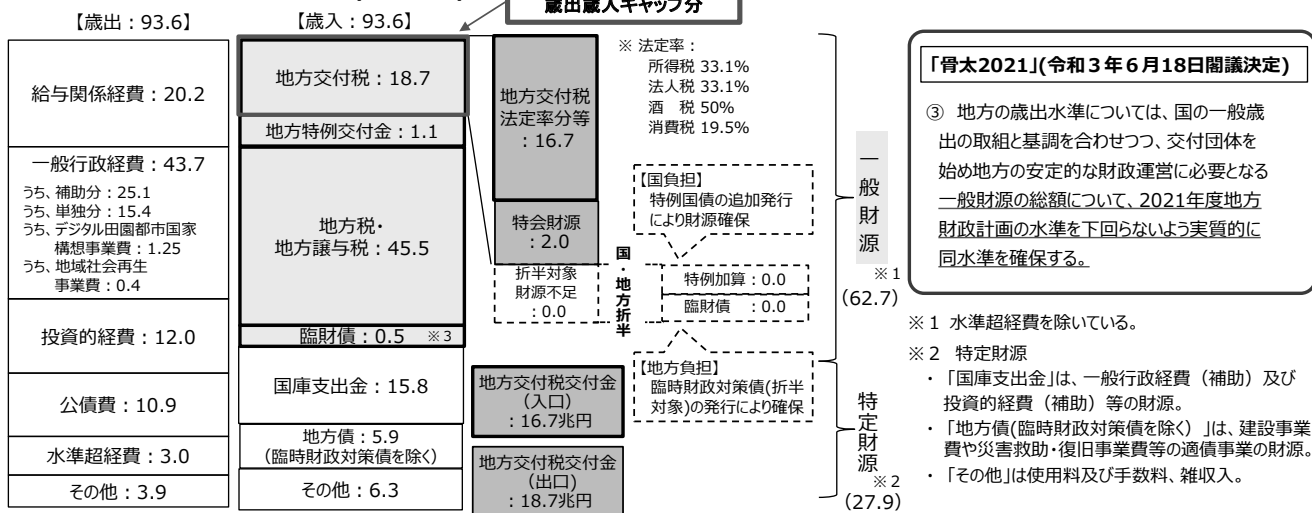 歳出歳入ギャップ分
【歳出：93.6】
給与関係経費：20.2
一般行政経費：43.7
うち、補助分：25.1
うち、単独分：15.4
うち、デジタル田園都市国家
構想事業費：1.25
うち、地域社会再生
事業費：0.4
投資的経費：12.0
公債費：10.9
水準超経費：3.0
その他：3.9
【歳入：93.6】
地方交付税：18.7
地方特例交付金：1.1
地方税・
地方譲与税：45.5
臨財債：0.5 ※3
国庫支出金：15.8
地方債：5.9
(臨時財政対策債を除く)
その他：6.3
地方交付税
法定率分等
：16.7
特会財源
：2.0
折半対象
財源不足
：0.0
国・地方折半
※ 法定率：
所得税 33.1%
法人税 33.1%
酒　税 50%
消費税 19.5%
【国負担】
特例国債の追加発行
により財源確保
特例加算：0.0
臨財債　：0.0
【地方負担】
臨時財政対策債(折半
対象)の発行により確保
地方交付税交付金
(入口)
：16.7兆円
地方交付税交付金
(出口)
：18.7兆円
一般財源
※1
(62.7)
特定財源
※2
(27.9)
「骨太2021」(令和３年６月18日閣議決定)
③ 地方の歳出水準については、国の一般歳
出の取組と基調を合わせつつ、交付団体を
始め地方の安定的な財政運営に必要となる
一般財源の総額について、2021年度地方
財政計画の水準を下回らないよう実質的に
同水準を確保する。
※１ 水準超経費を除いている。
※２ 特定財源
・「国庫支出金」は、一般行政経費（補助）及び
投資的経費（補助）等の財源。
・「地方債(臨時財政対策債を除く）」は、建設事業
費や災害救助・復旧事業費等の適債事業の財源。
・「その他」は使用料及び手数料、雑収入。